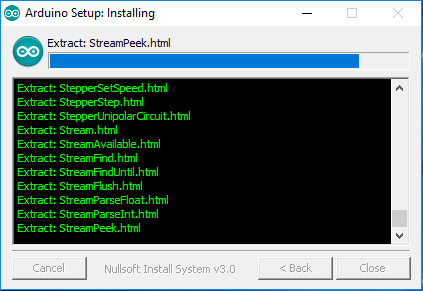 Arduino Setup: Installing
Extract: StreamPeek.html
Extract: StepperSetSpeed.html
Extract: StepperStep.html
Extract: StepperUnipolarCircuit.html
Extract: Stream.html
Extract: StreamAvailable.html
Extract: StreamFind.html
Extract: StreamFindUntil.html
Extract: StreamFlush.html
Extract: StreamParseFloat.html
Extract: StreamParseInt.html
Extract: StreamPeek.html
Cancel
Nullsoft Install System v3.0
< Back
Close